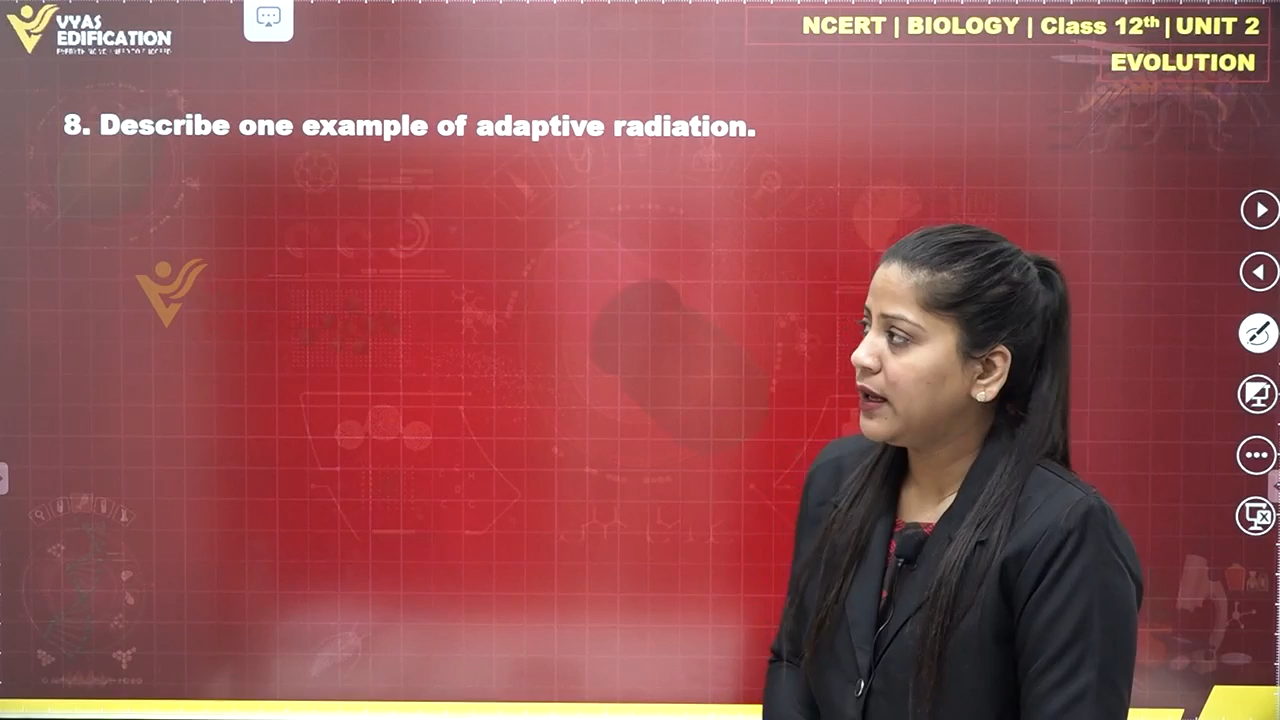 VYAS
EDIFICATION
NCERT | BIOLOGY | Class 12th | UNIT 2
EVOLUTION
8. Describe one example of adaptive radiation.